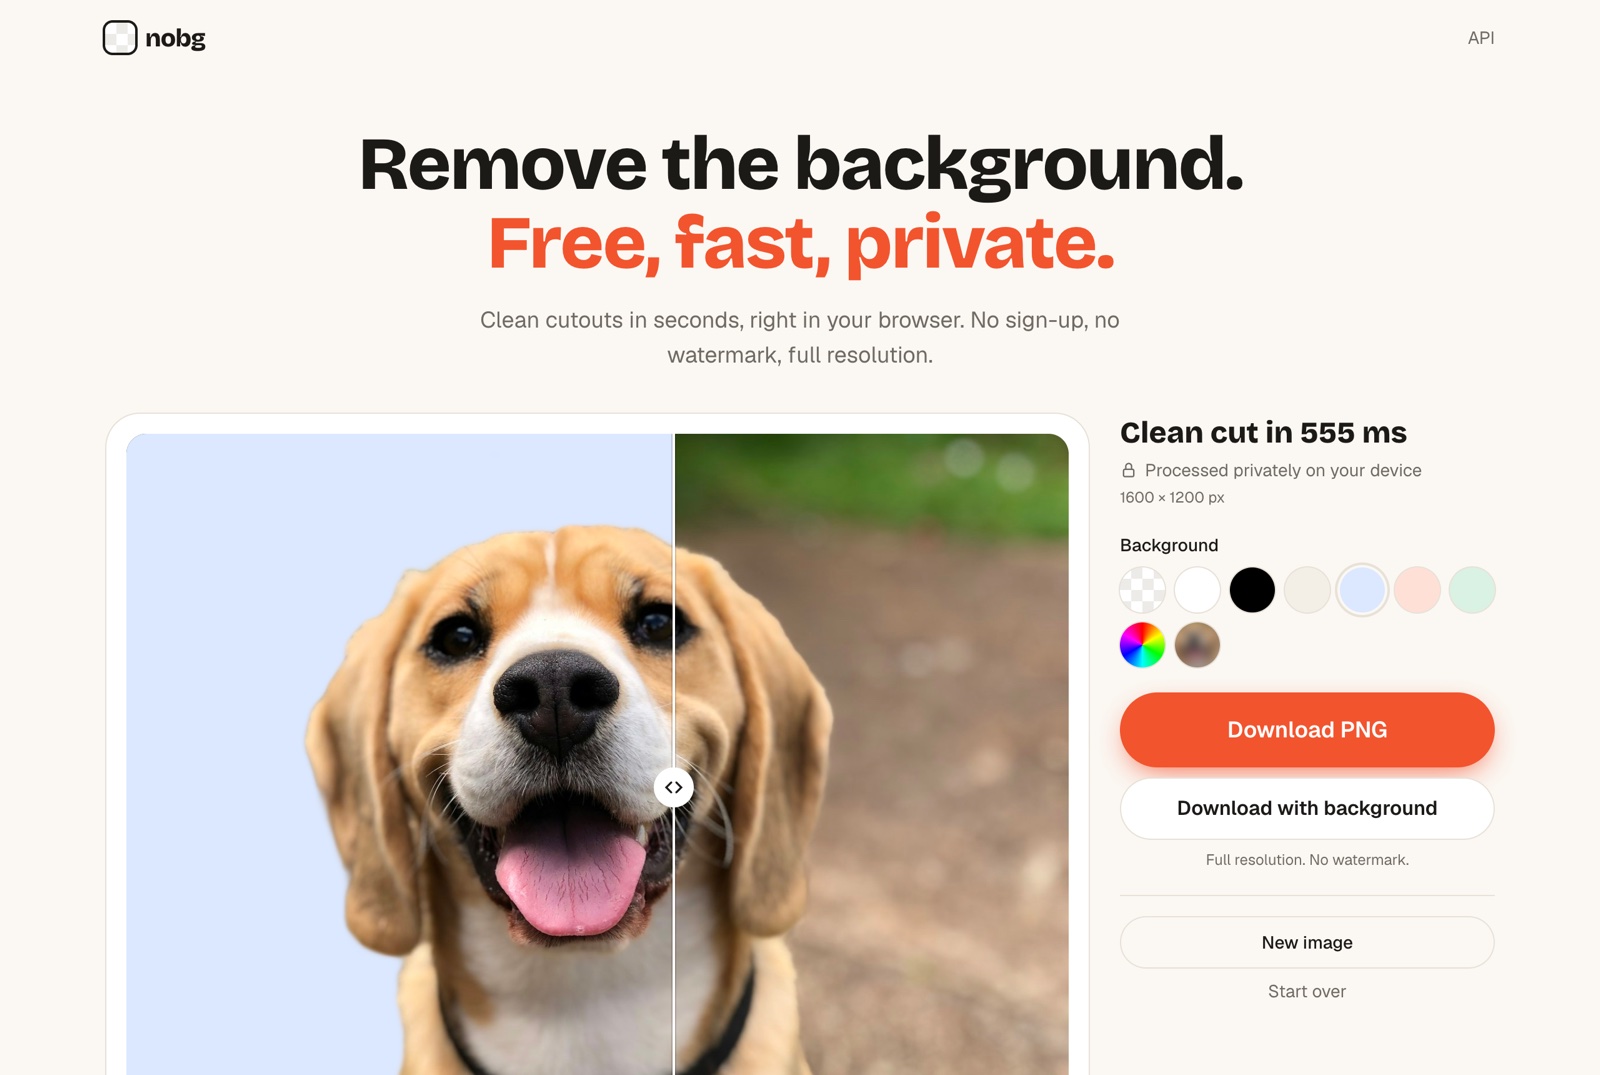 nobg
API
Remove the background.
Free, fast, private.
Clean cutouts in seconds, right in your browser. No sign-up, no
watermark, full resolution.
Clean cut in 555 ms
Processed privately on your device
1600 × 1200 px
Background
Download PNG
Download with background
Full resolution. No watermark.
New image
Start over